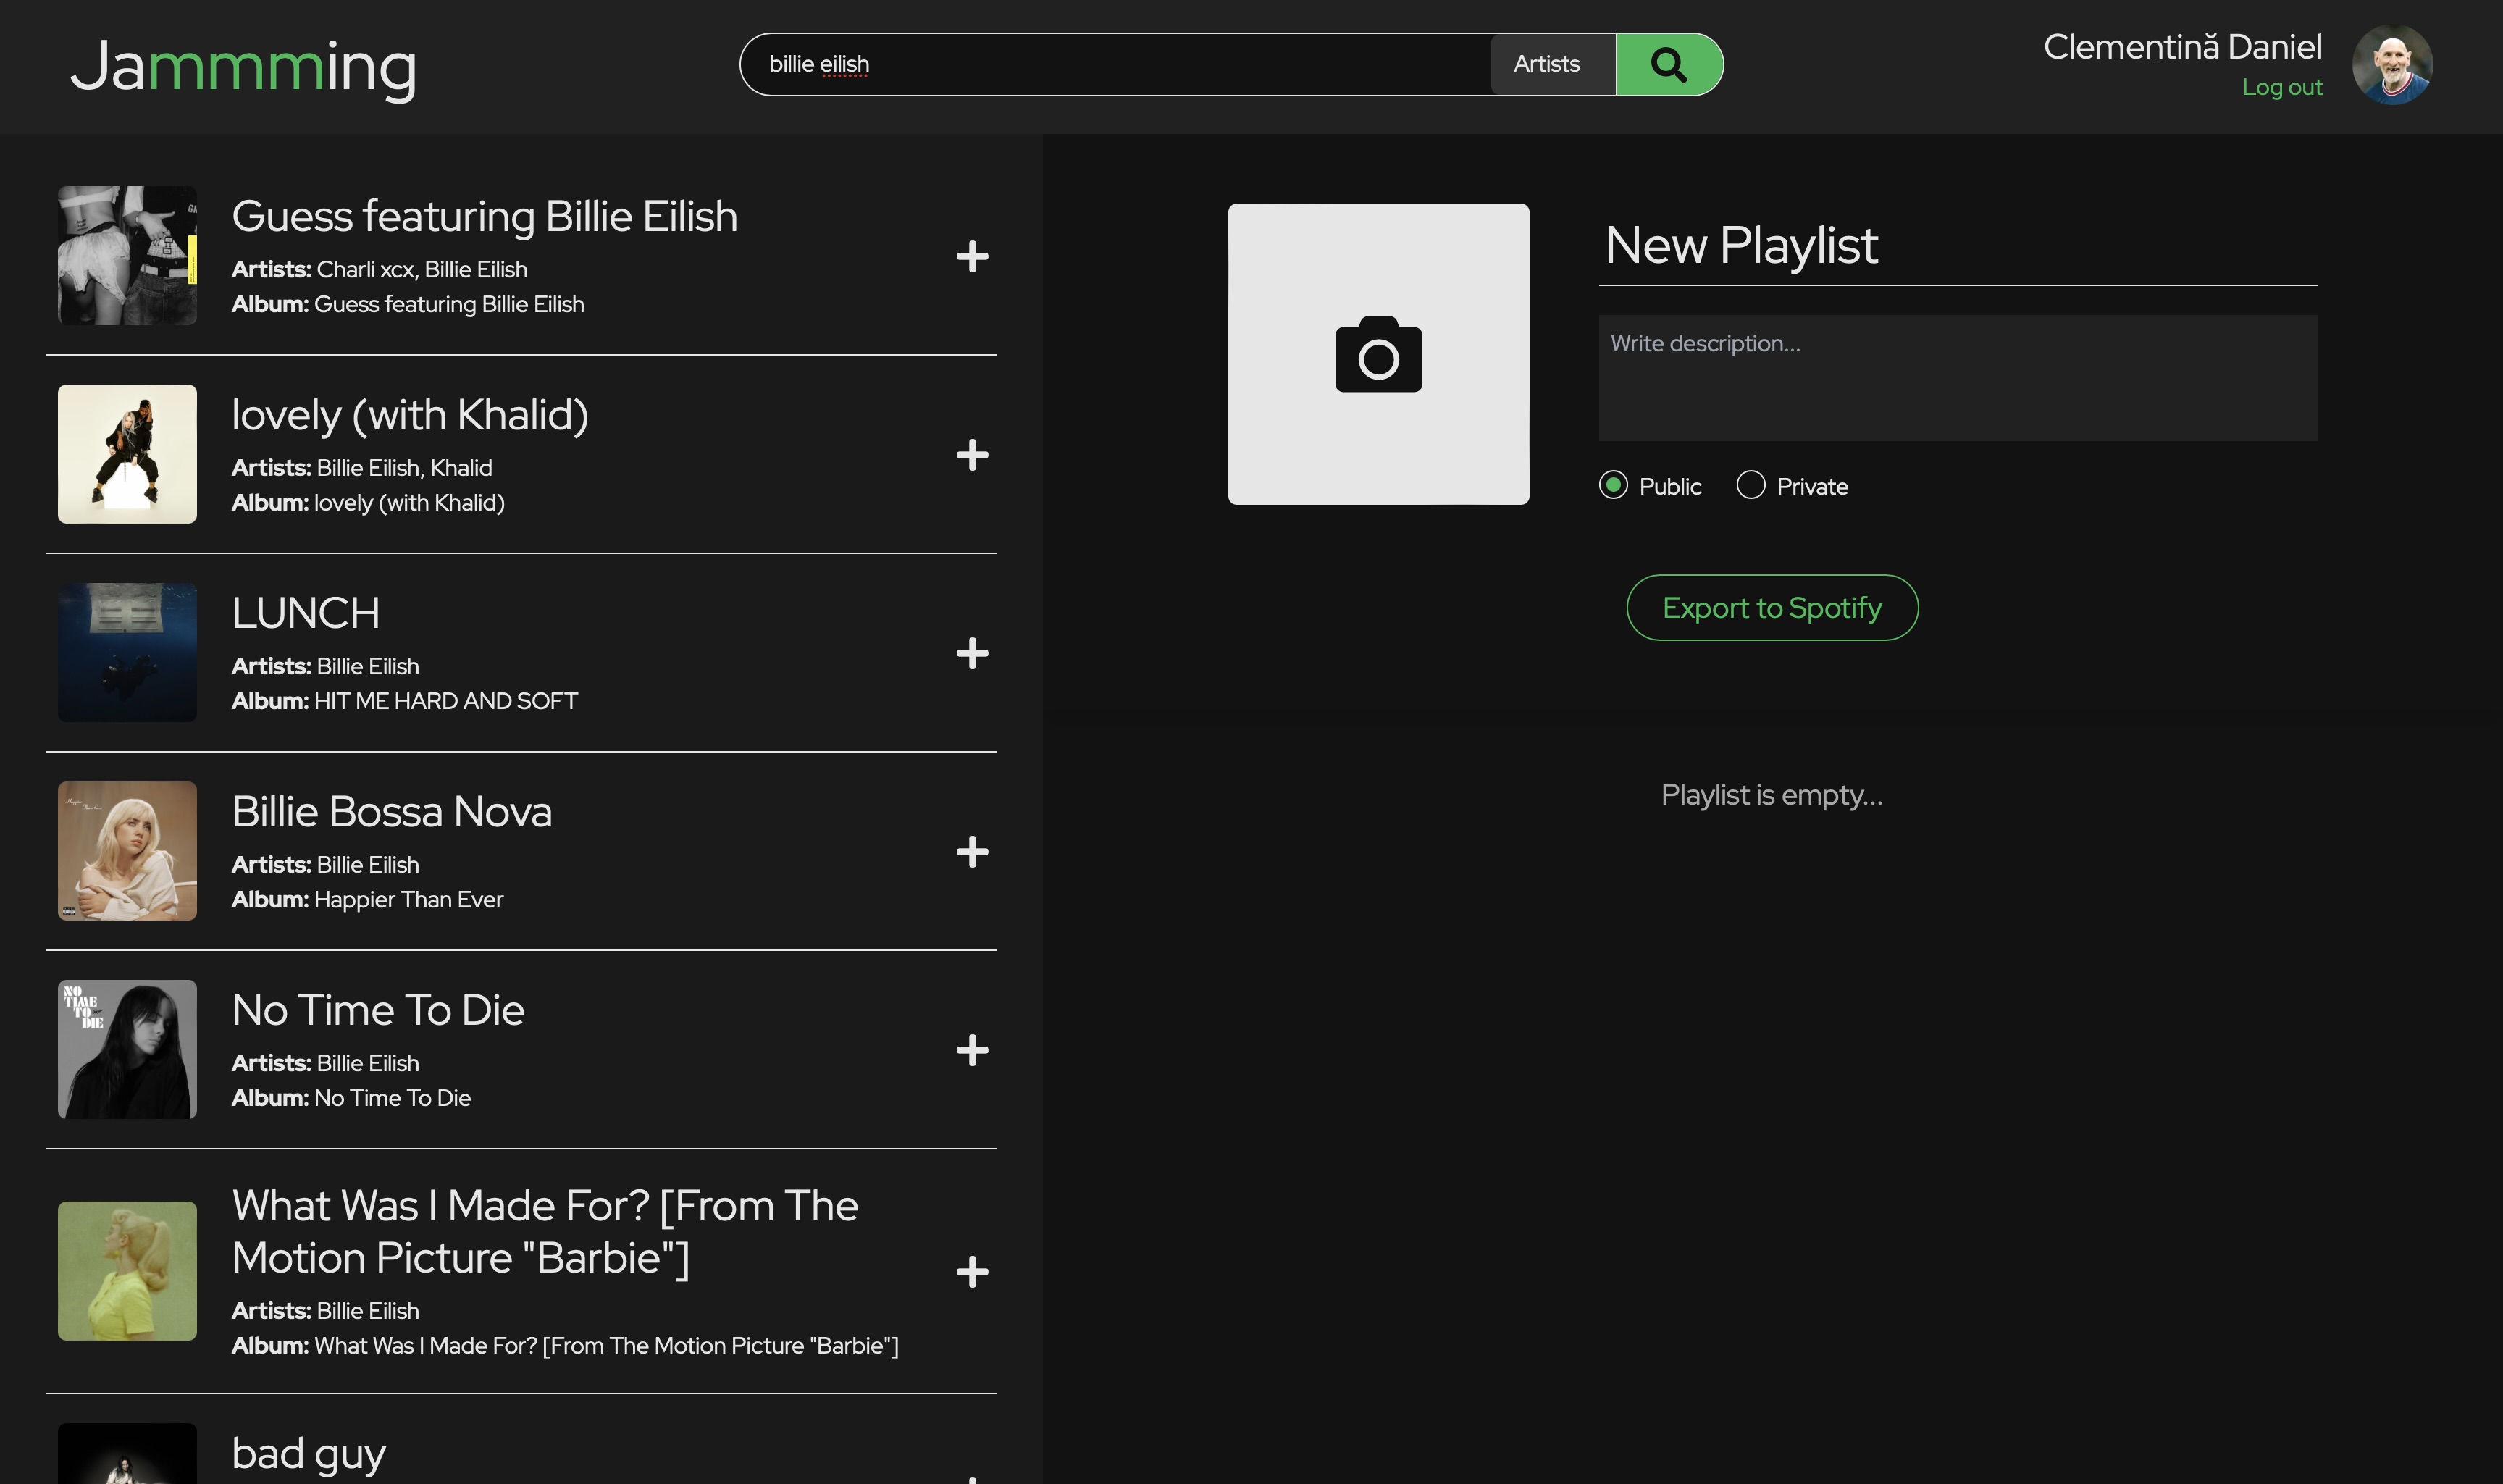 Jammming
billie eilish
Artists
Clementină Daniel
Log out
Guess featuring Billie Eilish
Artists: Charli xcx, Billie Eilish
Album: Guess featuring Billie Eilish
lovely (with Khalid)
Artists: Billie Eilish, Khalid
Album: lovely (with Khalid)
LUNCH
Artists: Billie Eilish
Album: HIT ME HARD AND SOFT
Billie Bossa Nova
Artists: Billie Eilish
Album: Happier Than Ever
NO
TIME
TO
DIE
No Time To Die
Artists: Billie Eilish
Album: No Time To Die
What Was I Made For? [From The
Motion Picture "Barbie"]
Artists: Billie Eilish
Album: What Was I Made For? [From The Motion Picture "Barbie"]
bad guy
New Playlist
Write description...
Public
Private
Export to Spotify
Playlist is empty...